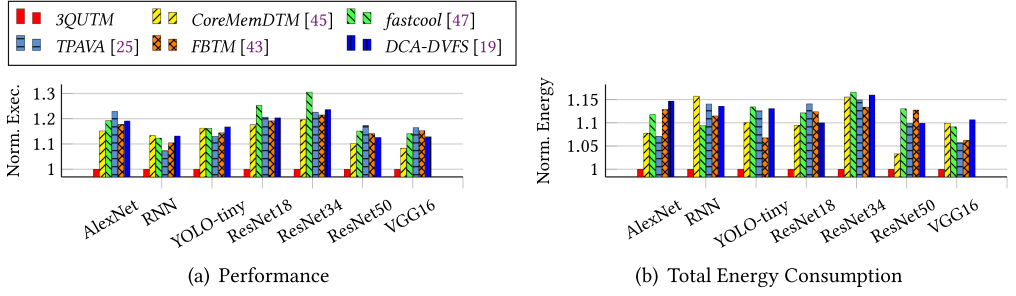 3QUTM CoreMemDTM [45] fastcool [47]
TPAVA [25] FBTM [43] DCA-DVFS [19]
Norm. Exec.
1.3
1.2
1.1
1
AlexNet RNN YOLO-tiny ResNet18 ResNet34 ResNet50 VGG16
(a) Performance
Norm. Energy
1.15
1.1
1.05
1
AlexNet RNN YOLO-tiny ResNet18 ResNet34 ResNet50 VGG16
(b) Total Energy Consumption